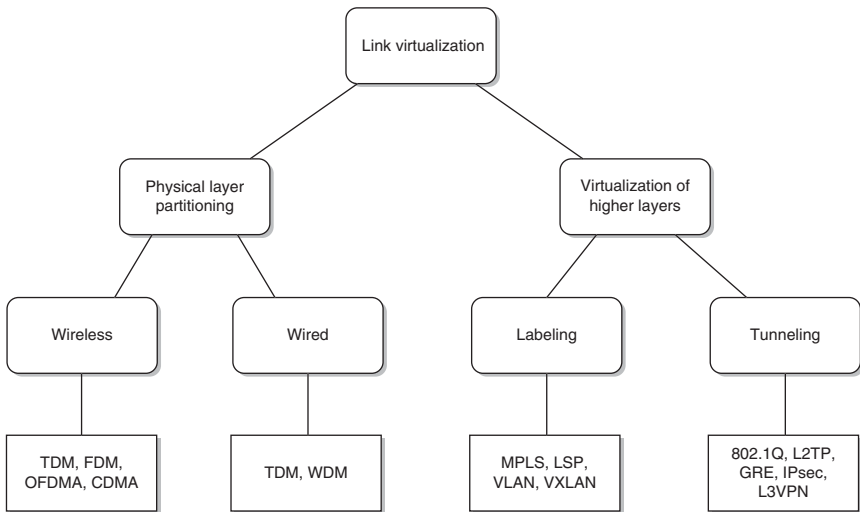 Link virtualization
Physical layer
partitioning
Virtualization of
higher layers
Wireless
Wired
Labeling
Tunneling
TDM, FDM,
OFDMA, CDMA
TDM, WDM
MPLS, LSP,
VLAN, VXLAN
802.1Q, L2TP,
GRE, IPsec,
L3VPN